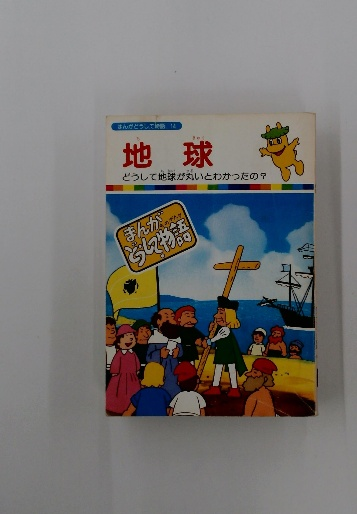 まんがどうして物語 14
地球
どうして地球が丸いとわかったの?
まんが
どうして物語